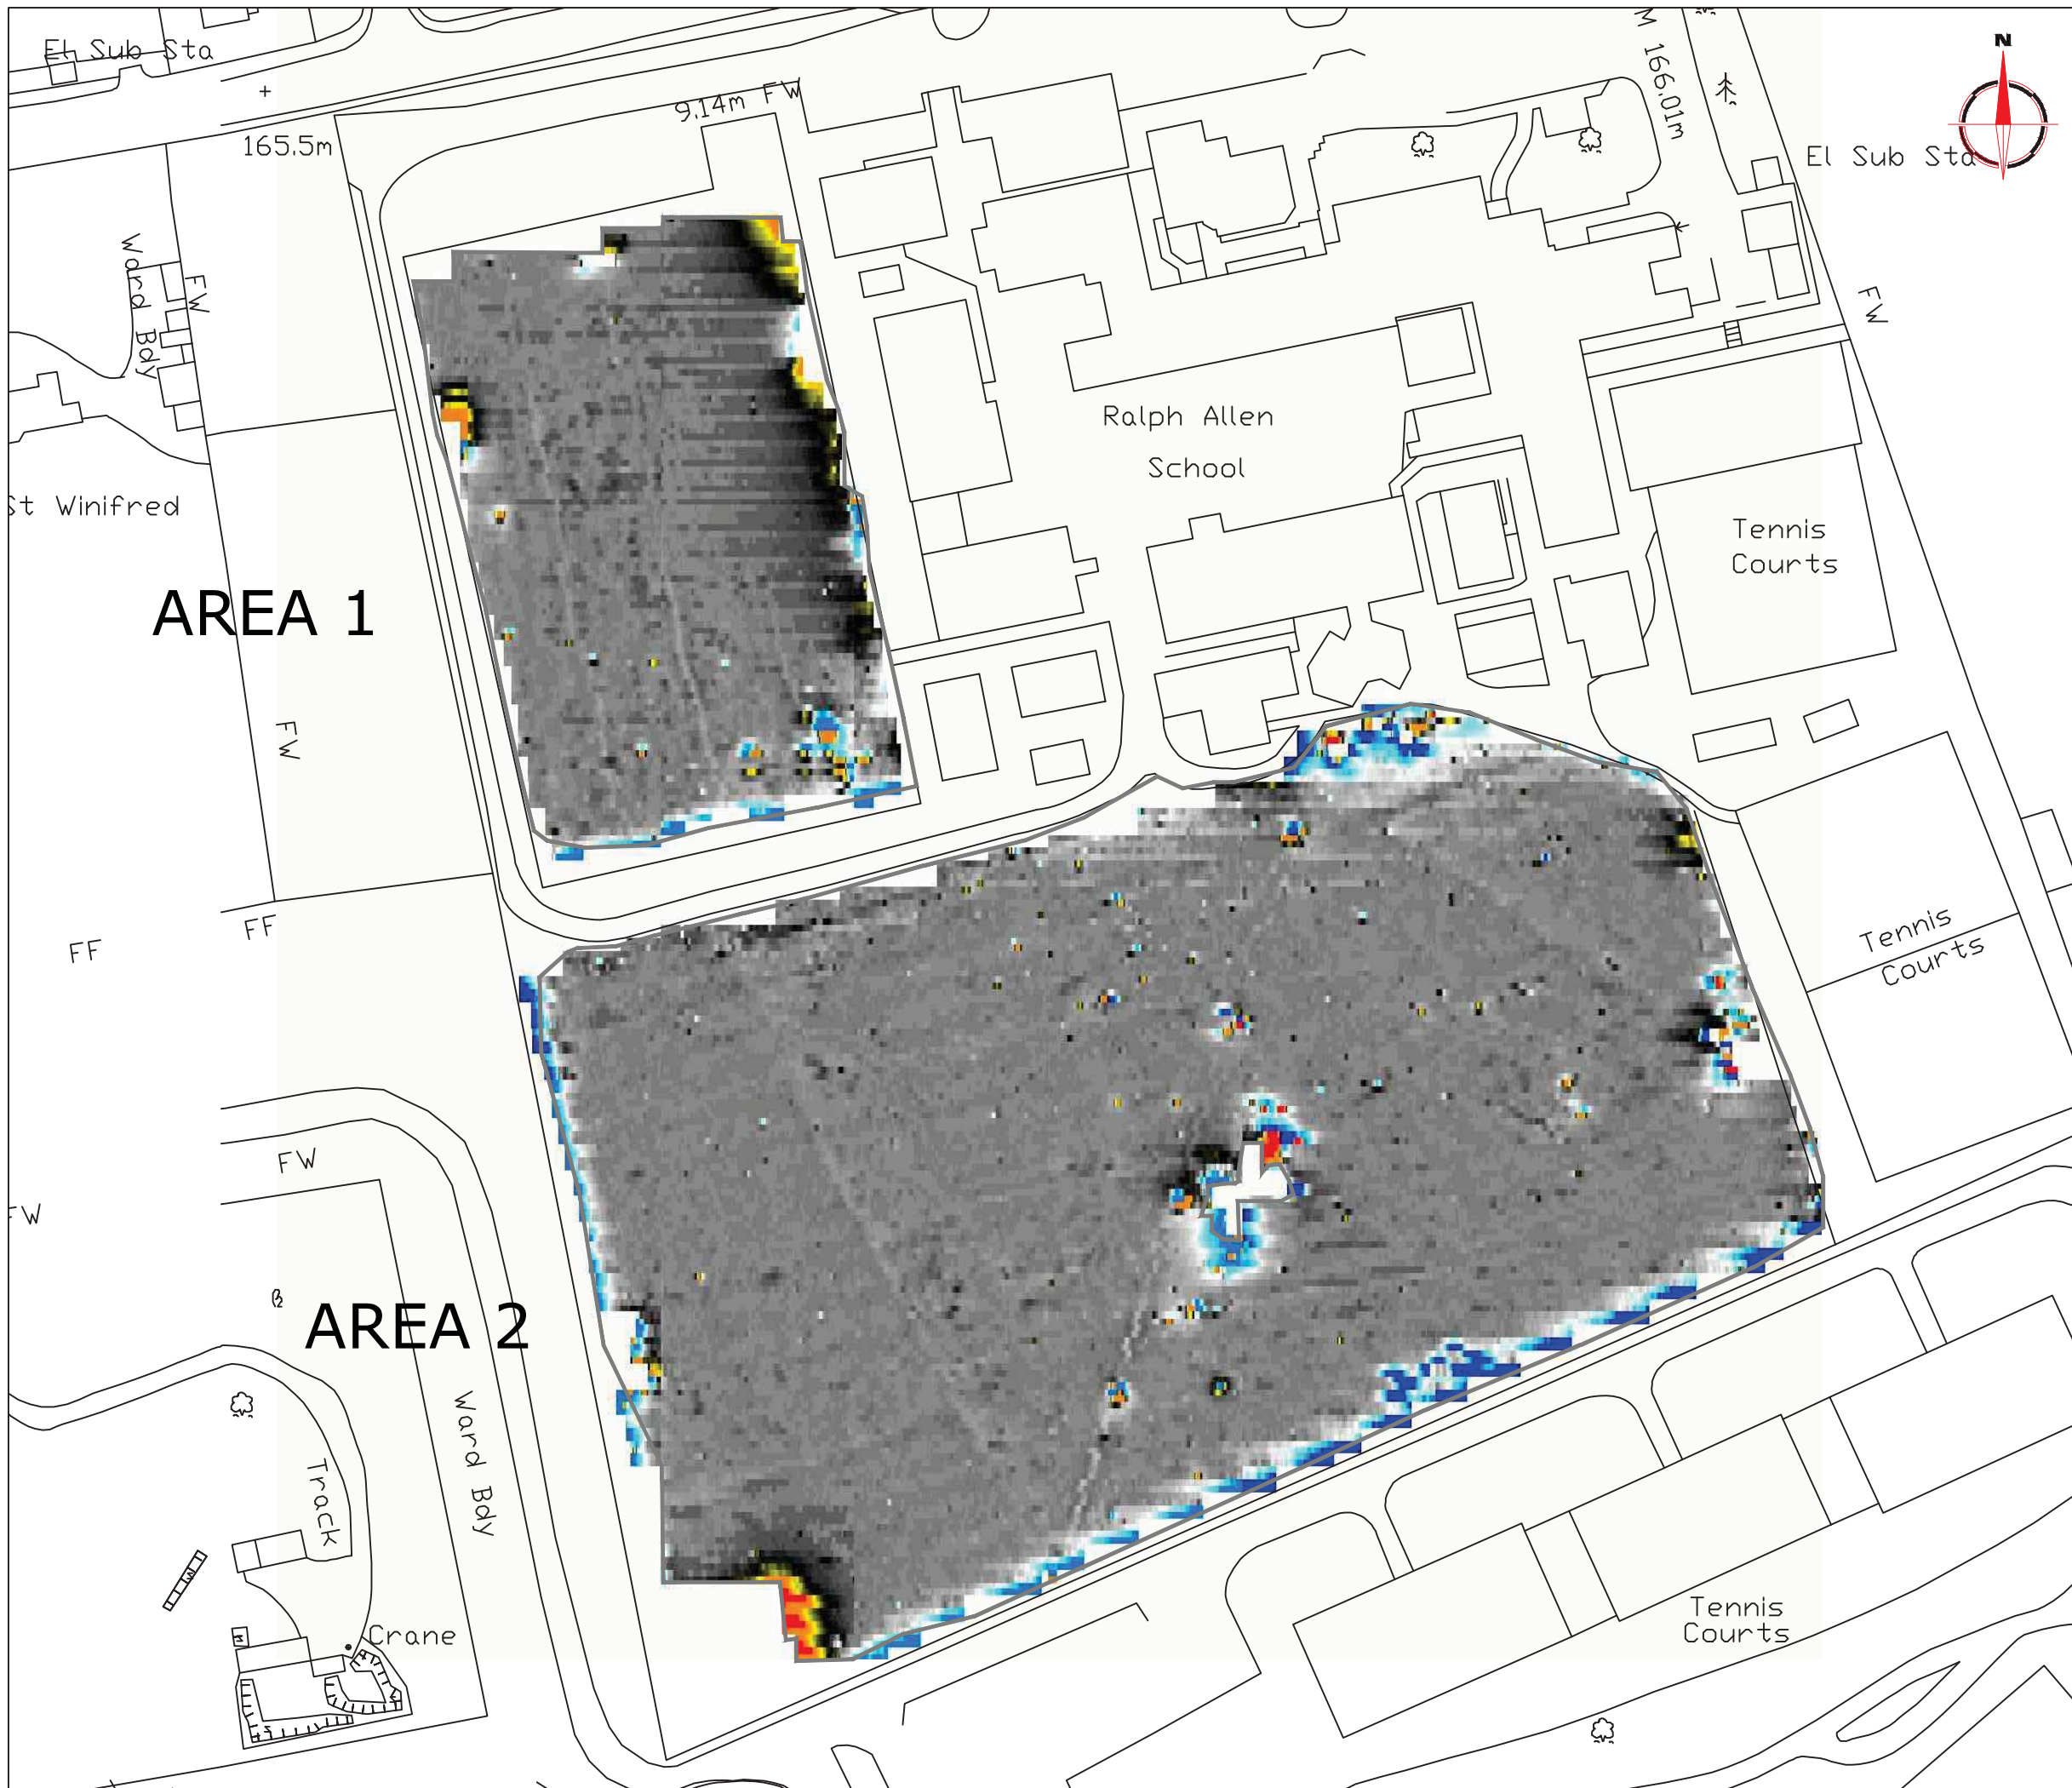 El Sub Sta
M 166.01m
N
9.14m FW
165.5m
El Sub Sta
Ward Bdy
FW
FW
Ralph Allen
School
St Winifred
Tennis
Courts
AREA 1
FW
FF
FF
Tennis
Courts
FW
FW
AREA 2
Ward Bdy
Track
Crane
Tennis
Courts